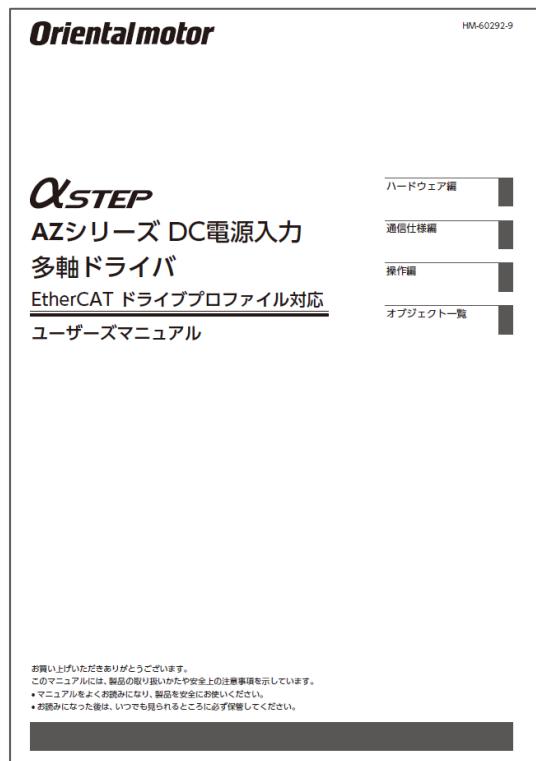 Orientalmotor
HM-60292-9
αSTEP
AZシリーズ DC電源入力
多軸ドライバ
EtherCAT ドライブプロファイル対応
ユーザーズマニュアル
ハードウェア編
通信仕様編
操作編
オブジェクト一覧
お買い上げいただきありがとうございます。
このマニュアルには、製品の取り扱いかたや安全上の注意事項を示しています。
• マニュアルをよくお読みになり、製品を安全にお使いください。
• お読みになった後は、いつでも見られるところに必ず保管してください。